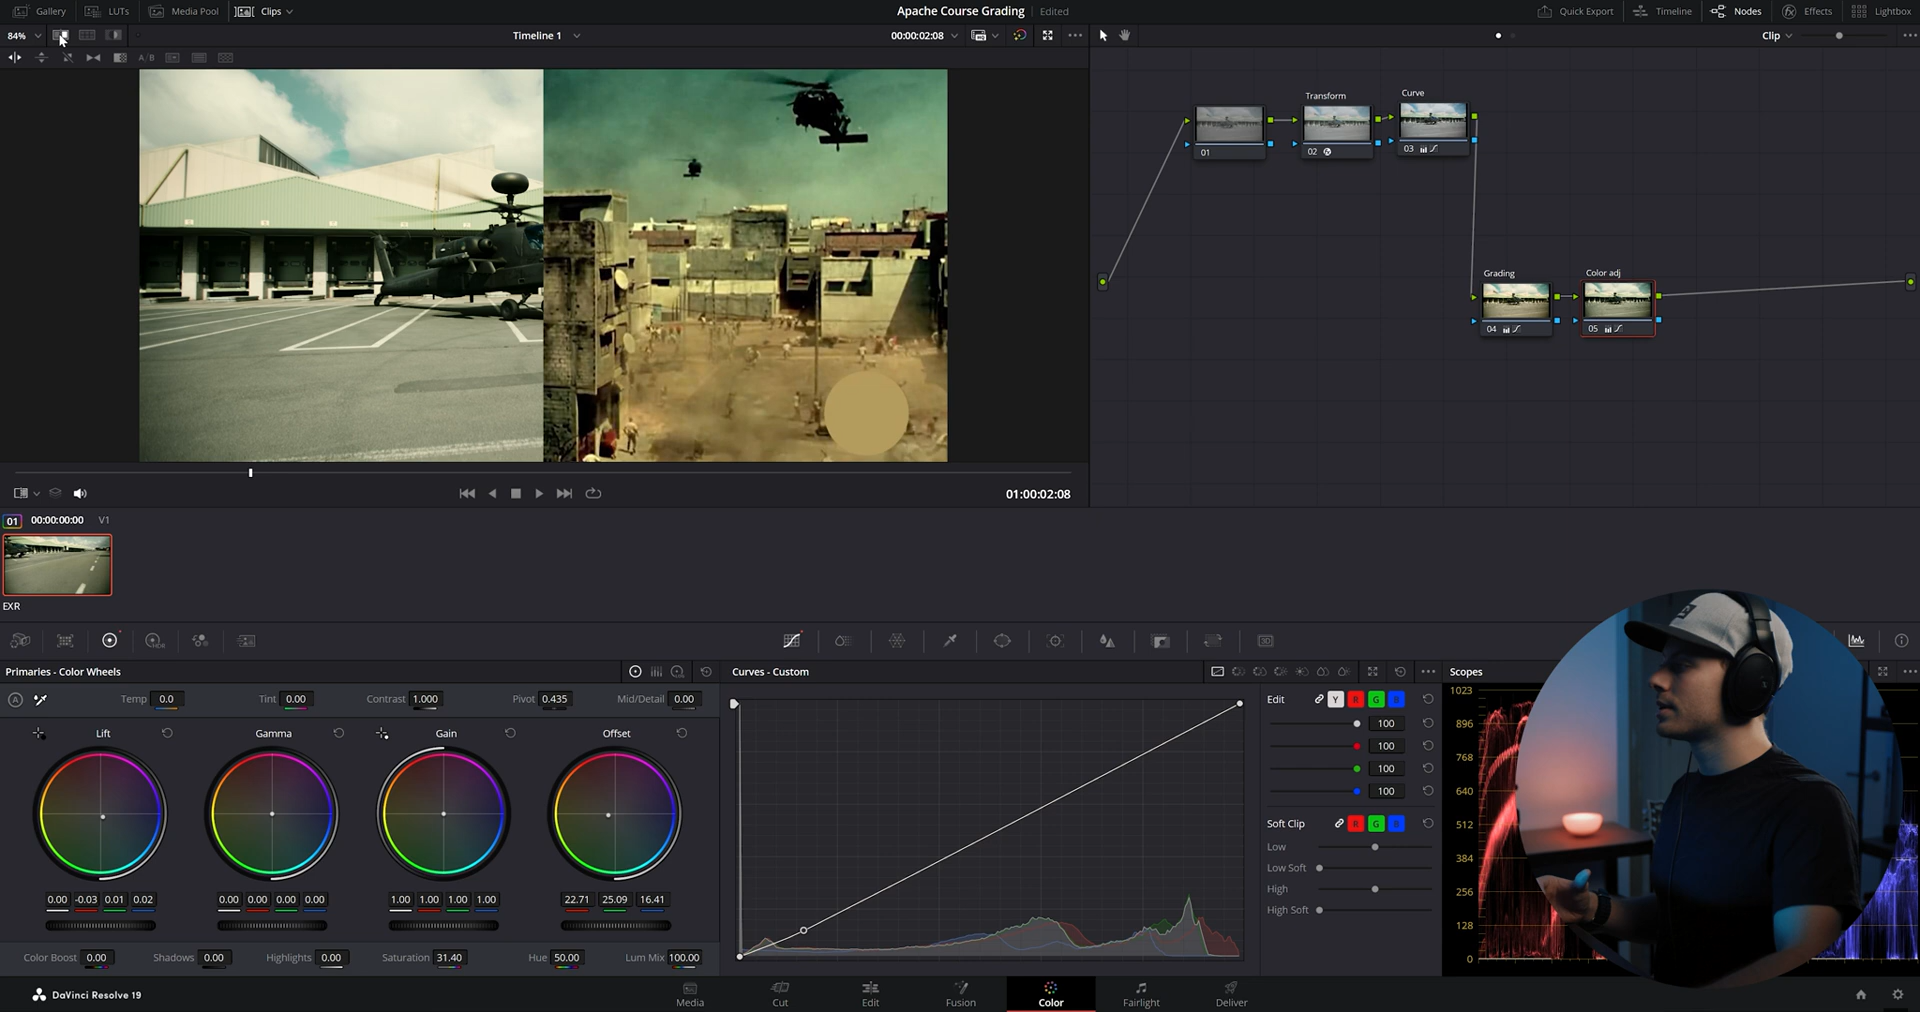 Gallery LUTs Media Pool Clips Apache Course Grading Edited Quick Export Timeline Nodes Effects Lightbox
84% Timeline 1 00:00:02:08 Clip
A/B
Transform Curve
01 02 03
Grading Color adj
04 05
01:00:02:08
01 00:00:00:00 V1
EXR
Primaries - Color Wheels Curves - Custom Scopes
Temp 0.0 Tint 0.00 Contrast 1.000 Pivot 0.435 Mid/Detail 0.00
Lift Gamma Gain Offset
0.00 -0.03 0.01 0.02 0.00 0.00 0.00 0.00 1.00 1.00 1.00 1.00 22.71 25.09 16.41
Color Boost 0.00 Shadows 0.00 Highlights 0.00 Saturation 31.40 Hue 50.00 Lum Mix 100.00
Edit Y R G B
100
100
100
100
Soft Clip R G B
Low
Low Soft
High
High Soft
1023
896
768
640
512
384
256
128
0
DaVinci Resolve 19 Media Cut Edit Fusion Color Fairlight Deliver